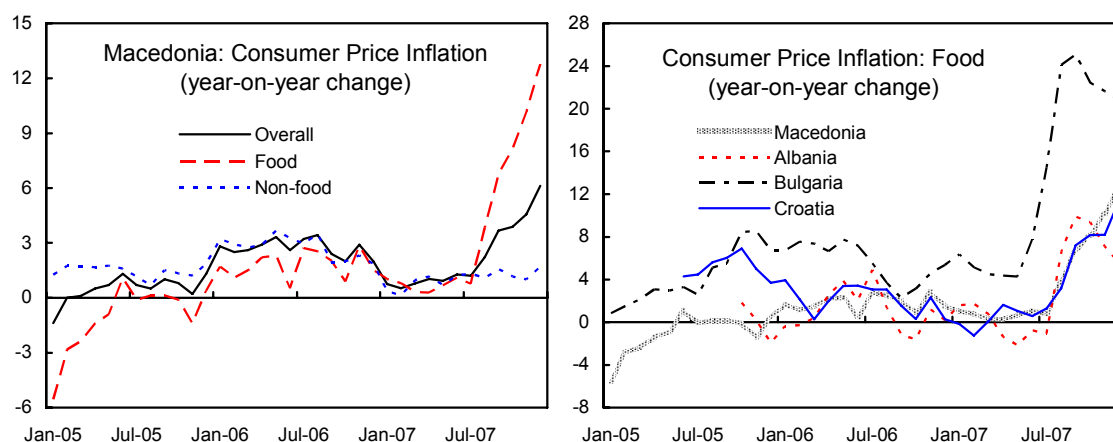 Macedonia: Consumer Price Inflation
(year-on-year change)
15
12
9
6
3
0
-3
-6
Overall
Food
Non-food
Jan-05
Jul-05
Jan-06
Jul-06
Jan-07
Jul-07
Consumer Price Inflation: Food
(year-on-year change)
28
24
20
16
12
8
4
0
-4
-8
Macedonia
Albania
Bulgaria
Croatia
Jan-05
Jul-05
Jan-06
Jul-06
Jan-07
Jul-07